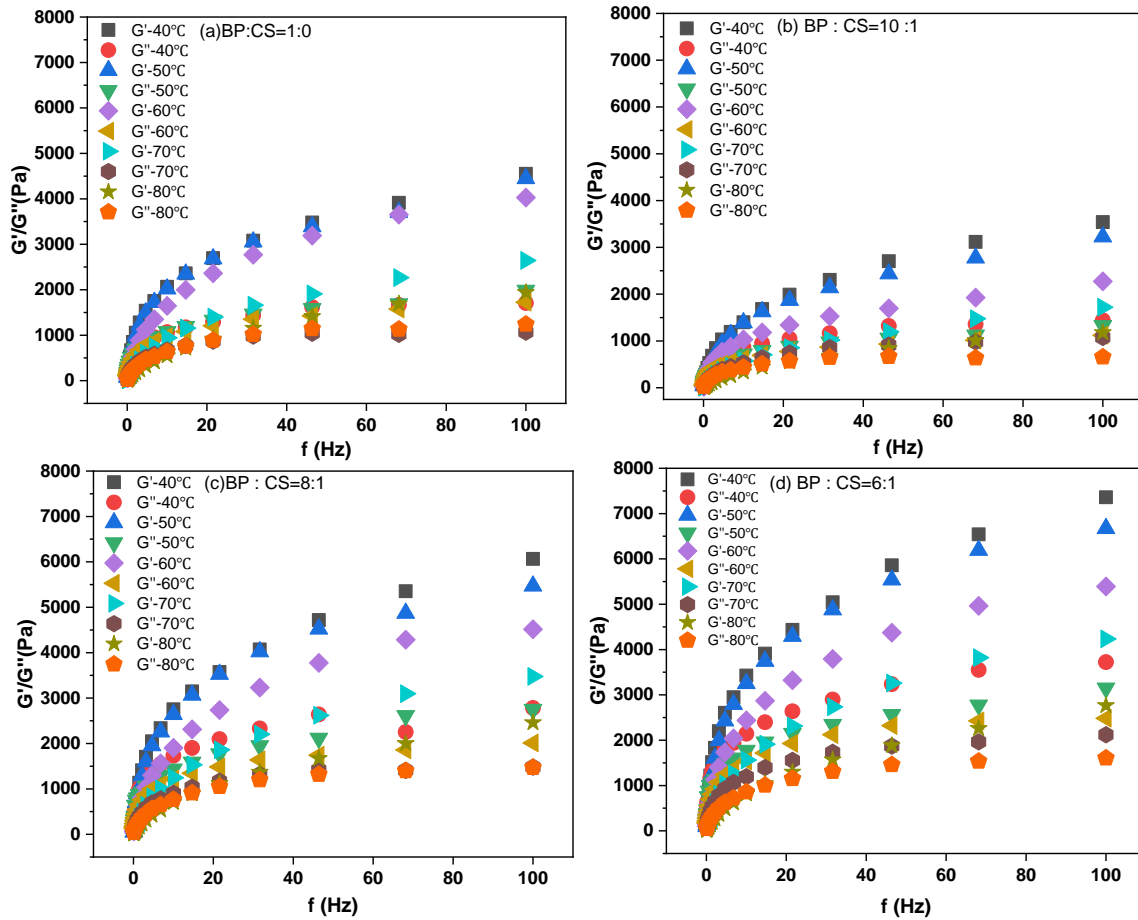 (a)BP:CS=1:0
G'-40℃
G''-40℃
G'-50℃
G''-50℃
G'-60℃
G''-60℃
G'-70℃
G''-70℃
G'-80℃
G''-80℃
G'/G''(Pa)
8000
7000
6000
5000
4000
3000
2000
1000
0
0 20 40 60 80 100
f (Hz)
(b) BP : CS=10 :1
G'-40℃
G''-40℃
G'-50℃
G''-50℃
G'-60℃
G''-60℃
G'-70℃
G''-70℃
G'-80℃
G''-80℃
G'/G''(Pa)
8000
7000
6000
5000
4000
3000
2000
1000
0
0 20 40 60 80 100
f (Hz)
(c)BP : CS=8:1
G'-40℃
G''-40℃
G'-50℃
G''-50℃
G'-60℃
G''-60℃
G'-70℃
G''-70℃
G'-80℃
G''-80℃
G'/G''(Pa)
8000
7000
6000
5000
4000
3000
2000
1000
0
0 20 40 60 80 100
f (Hz)
(d) BP : CS=6:1
G'-40℃
G''-40℃
G'-50℃
G''-50℃
G'-60℃
G''-60℃
G'-70℃
G''-70℃
G'-80℃
G''-80℃
G'/G''(Pa)
8000
7000
6000
5000
4000
3000
2000
1000
0
0 20 40 60 80 100
f (Hz)